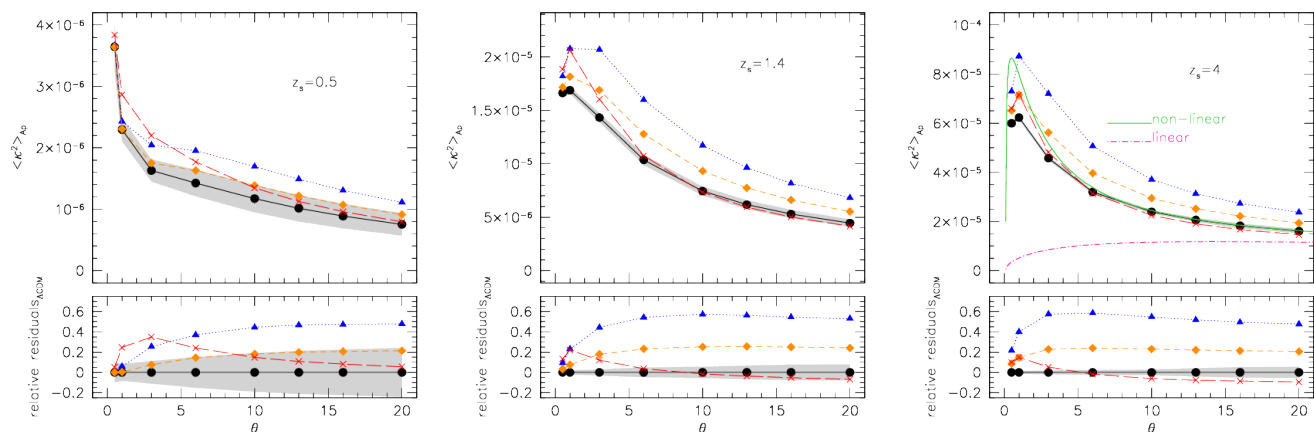 4×10⁻⁶
3×10⁻⁶
2×10⁻⁶
10⁻⁶
0
<κ²>_Ap
z_s=0.5
relative residuals_ΛCDM
0.6
0.4
0.2
0
−0.2
0 5 10 15 20
θ
2×10⁻⁵
1.5×10⁻⁵
10⁻⁵
5×10⁻⁶
0
<κ²>_Ap
z_s=1.4
relative residuals_ΛCDM
0.6
0.4
0.2
0
−0.2
0 5 10 15 20
θ
10⁻⁴
8×10⁻⁵
6×10⁻⁵
4×10⁻⁵
2×10⁻⁵
0
<κ²>_Ap
z_s=4
non−linear
linear
relative residuals_ΛCDM
0.6
0.4
0.2
0
−0.2
0 5 10 15 20
θ